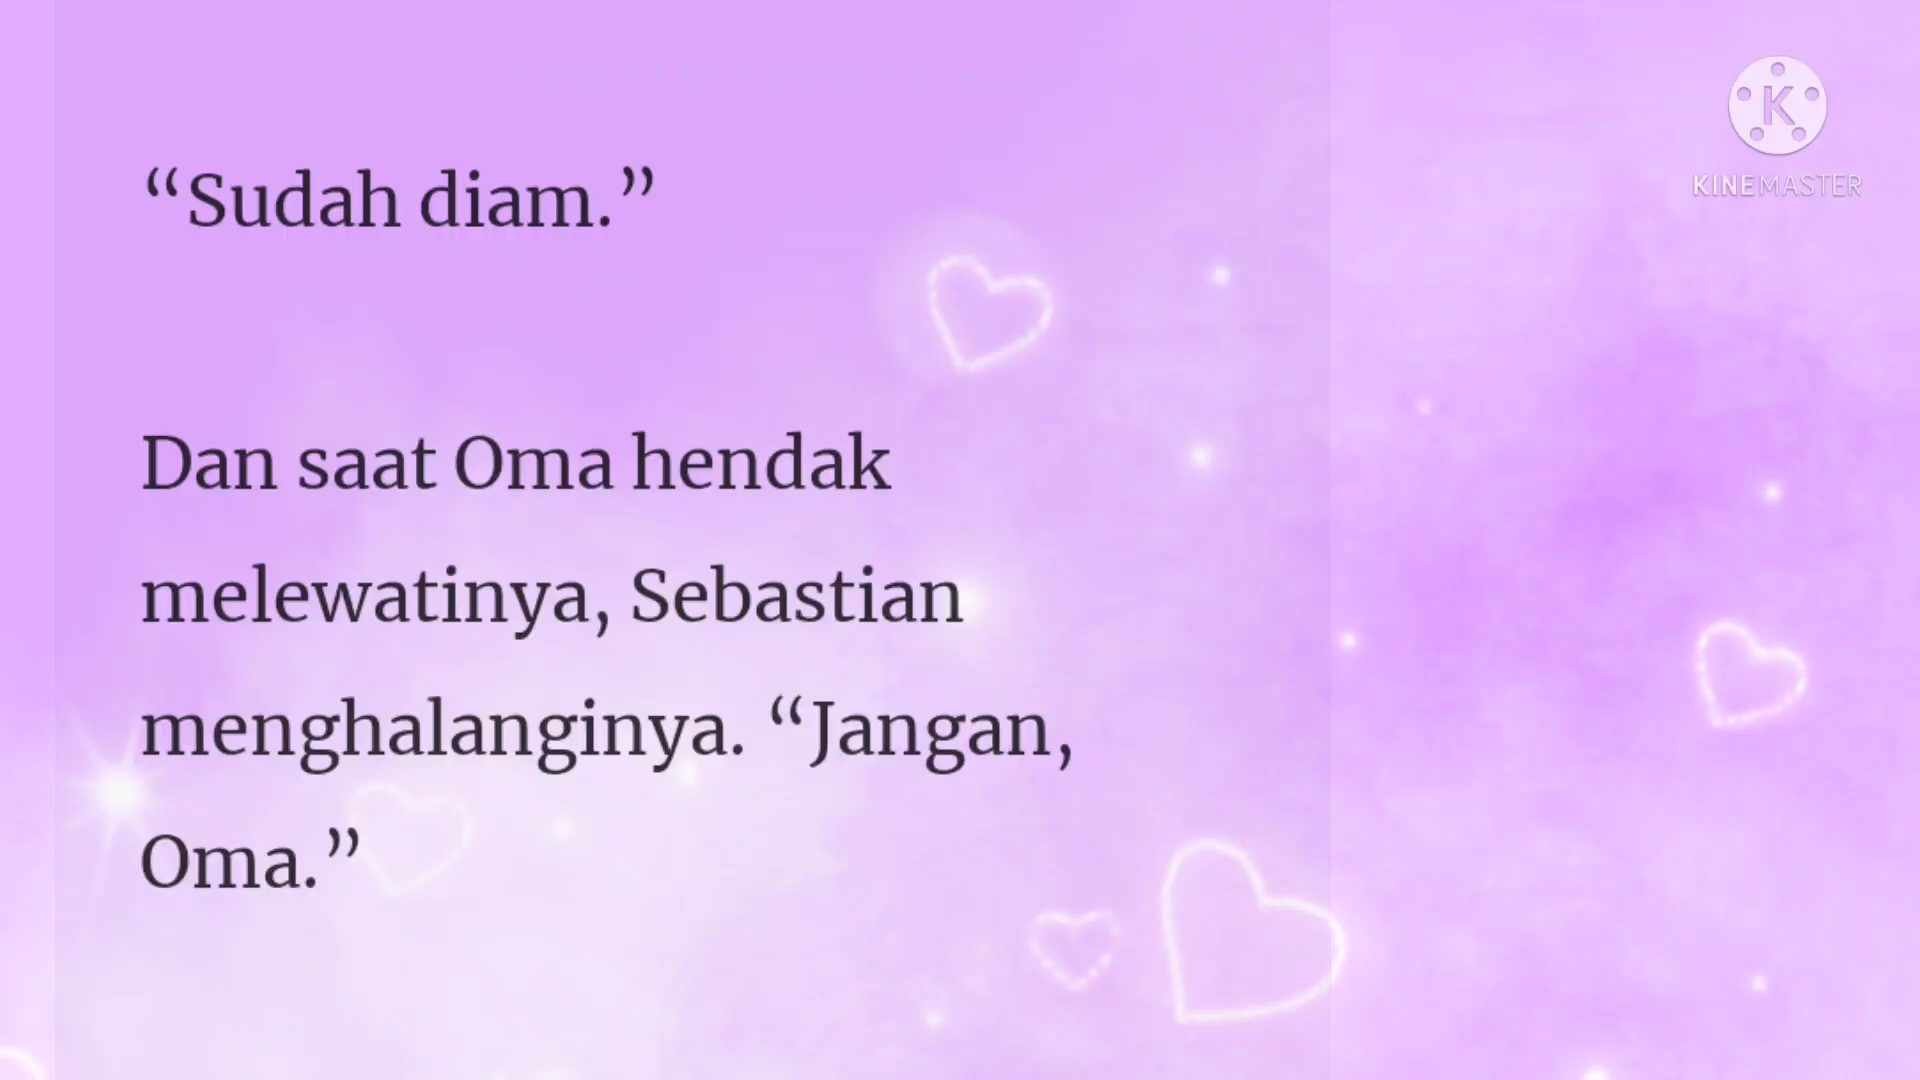 “Sudah diam.”
Dan saat Oma hendak
melewatinya, Sebastian
menghalanginya. “Jangan,
Oma.”
K
KINEMASTER